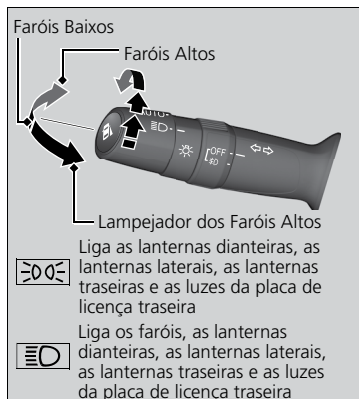 Faróis Baixos
Faróis Altos
AUTO
OFF
Lampejador dos Faróis Altos
Liga as lanternas dianteiras, as
lanternas laterais, as lanternas
traseiras e as luzes da placa de
licença traseira
Liga os faróis, as lanternas
dianteiras, as lanternas laterais,
as lanternas traseiras e as luzes
da placa de licença traseira